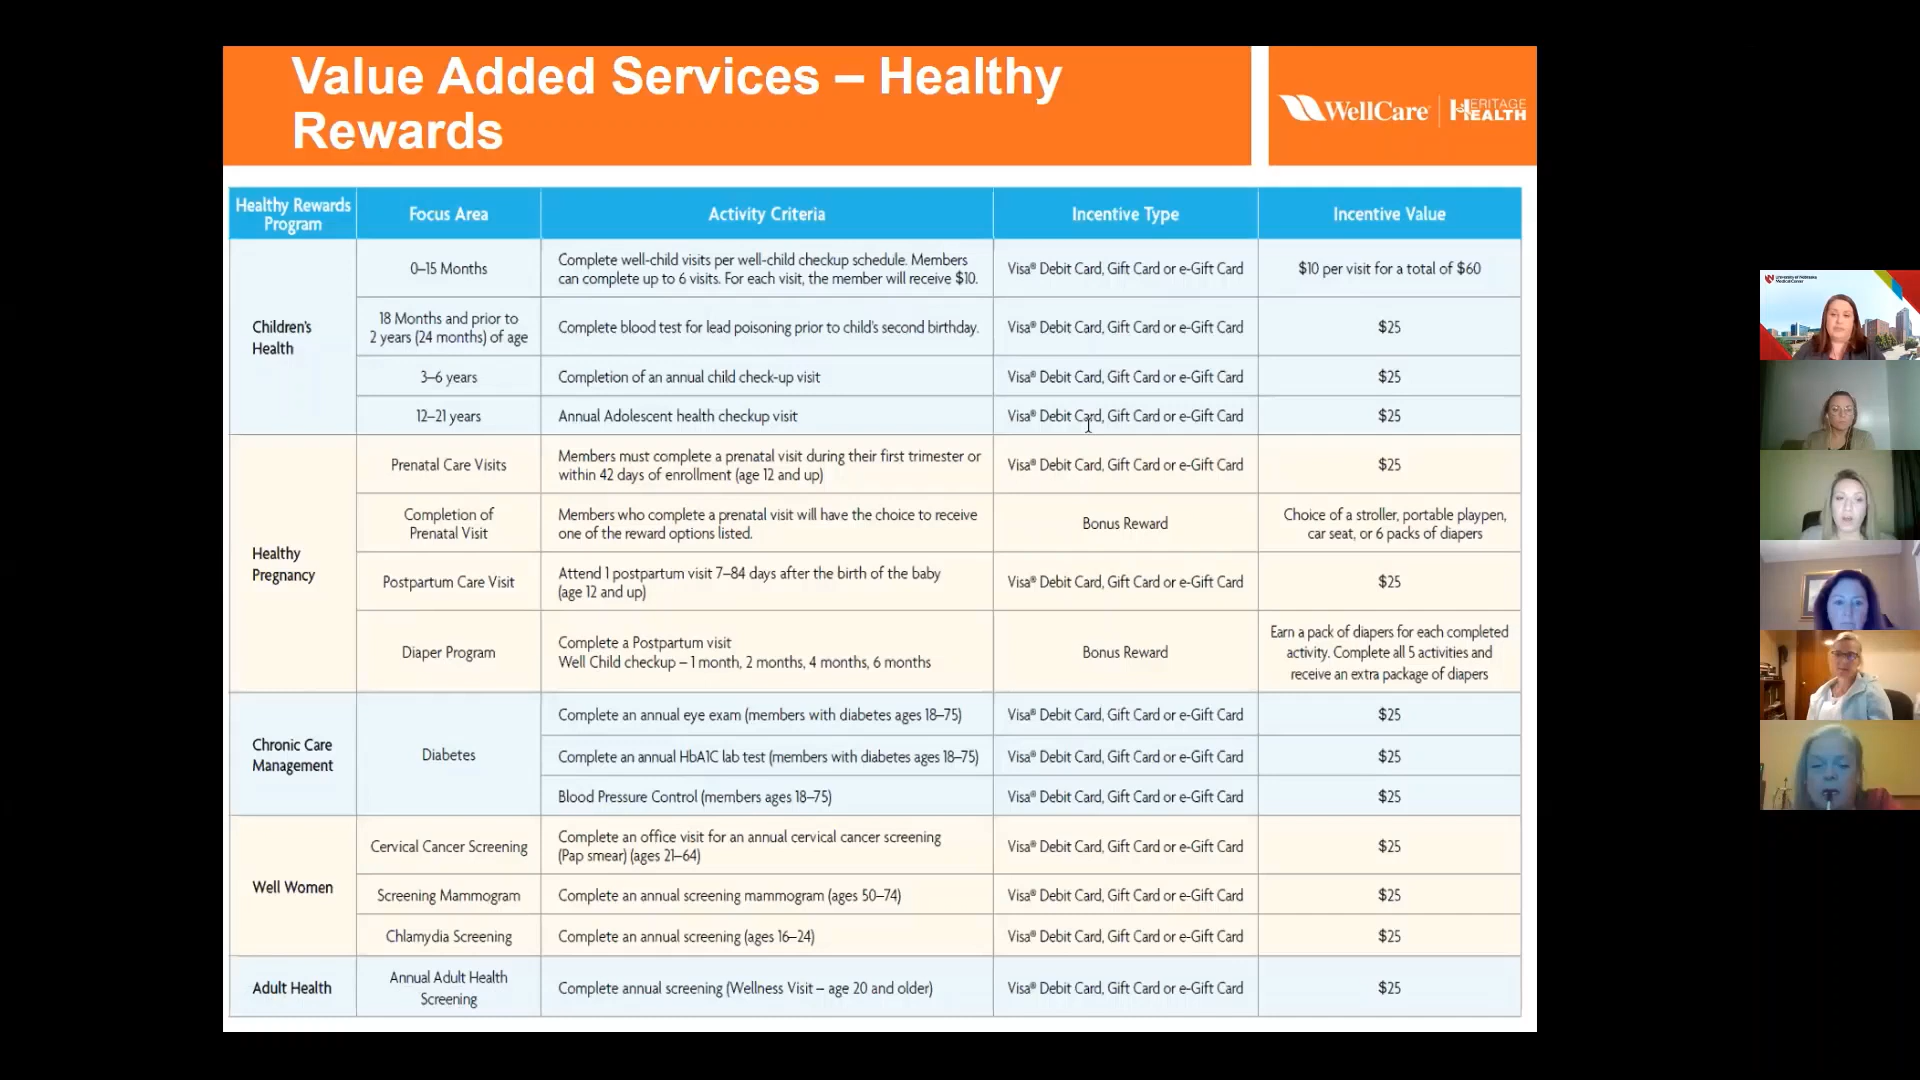 Value Added Services – Healthy
Rewards
WellCare | HERITAGE
HEALTH
Healthy Rewards
Program
Focus Area
Activity Criteria
Incentive Type
Incentive Value
Children's
Health
0–15 Months
Complete well-child visits per well-child checkup schedule. Members
can complete up to 6 visits. For each visit, the member will receive $10.
Visa® Debit Card, Gift Card or e-Gift Card
$10 per visit for a total of $60
18 Months and prior to
2 years (24 months) of age
Complete blood test for lead poisoning prior to child's second birthday.
Visa® Debit Card, Gift Card or e-Gift Card
$25
3–6 years
Completion of an annual child check-up visit
Visa® Debit Card, Gift Card or e-Gift Card
$25
12–21 years
Annual Adolescent health checkup visit
Visa® Debit Card, Gift Card or e-Gift Card
$25
Healthy
Pregnancy
Prenatal Care Visits
Members must complete a prenatal visit during their first trimester or
within 42 days of enrollment (age 12 and up)
Visa® Debit Card, Gift Card or e-Gift Card
$25
Completion of
Prenatal Visit
Members who complete a prenatal visit will have the choice to receive
one of the reward options listed.
Bonus Reward
Choice of a stroller, portable playpen,
car seat, or 6 packs of diapers
Postpartum Care Visit
Attend 1 postpartum visit 7–84 days after the birth of the baby
(age 12 and up)
Visa® Debit Card, Gift Card or e-Gift Card
$25
Diaper Program
Complete a Postpartum visit
Well Child checkup – 1 month, 2 months, 4 months, 6 months
Bonus Reward
Earn a pack of diapers for each completed
activity. Complete all 5 activities and
receive an extra package of diapers
Chronic Care
Management
Diabetes
Complete an annual eye exam (members with diabetes ages 18–75)
Visa® Debit Card, Gift Card or e-Gift Card
$25
Complete an annual HbA1C lab test (members with diabetes ages 18–75)
Visa® Debit Card, Gift Card or e-Gift Card
$25
Blood Pressure Control (members ages 18–75)
Visa® Debit Card, Gift Card or e-Gift Card
$25
Well Women
Cervical Cancer Screening
Complete an office visit for an annual cervical cancer screening
(Pap smear) (ages 21–64)
Visa® Debit Card, Gift Card or e-Gift Card
$25
Screening Mammogram
Complete an annual screening mammogram (ages 50–74)
Visa® Debit Card, Gift Card or e-Gift Card
$25
Chlamydia Screening
Complete an annual screening (ages 16–24)
Visa® Debit Card, Gift Card or e-Gift Card
$25
Adult Health
Annual Adult Health
Screening
Complete annual screening (Wellness Visit – age 20 and older)
Visa® Debit Card, Gift Card or e-Gift Card
$25
University of Nebraska
Medical Center